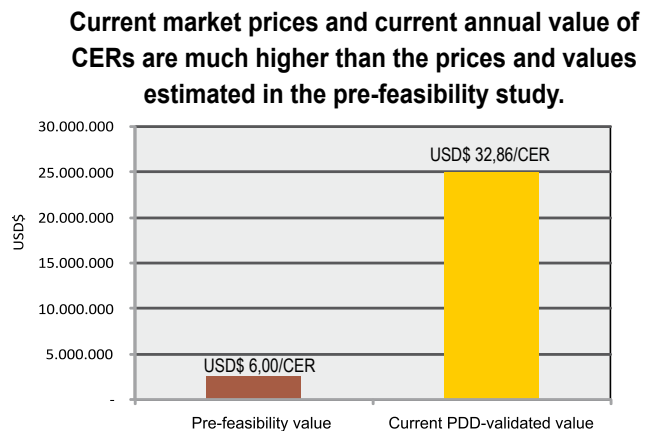 Current market prices and current annual value of
CERs are much higher than the prices and values
estimated in the pre-feasibility study.
30.000.000
25.000.000
20.000.000
15.000.000
10.000.000
5.000.000
-
USD$
USD$ 6,00/CER
USD$ 32,86/CER
Pre-feasibility value
Current PDD-validated value